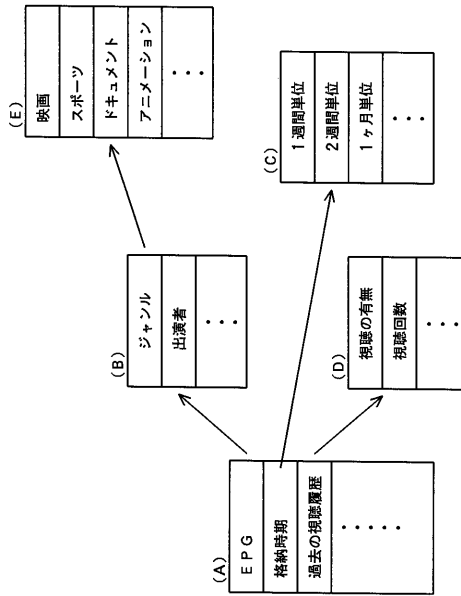 (A)
EPG
格納時期
過去の視聴履歴
・・・・・
(B)
ジャンル
出演者
・・・
(C)
1週間単位
2週間単位
1ヶ月単位
・・・
(D)
視聴の有無
視聴回数
・・・
(E)
映画
スポーツ
ドキュメント
アニメーション
・・・